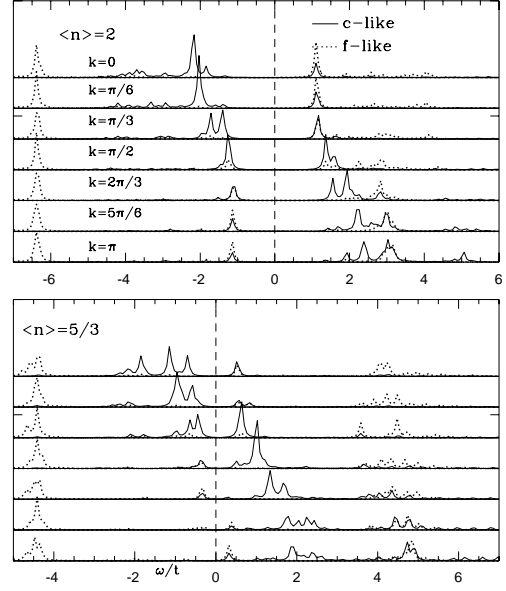 <n>=2
c-like
f-like
k=0
k=π/6
k=π/3
k=π/2
k=2π/3
k=5π/6
k=π
-6 -4 -2 0 2 4 6
<n>=5/3
-4 -2 0 2 4 6
ω/t